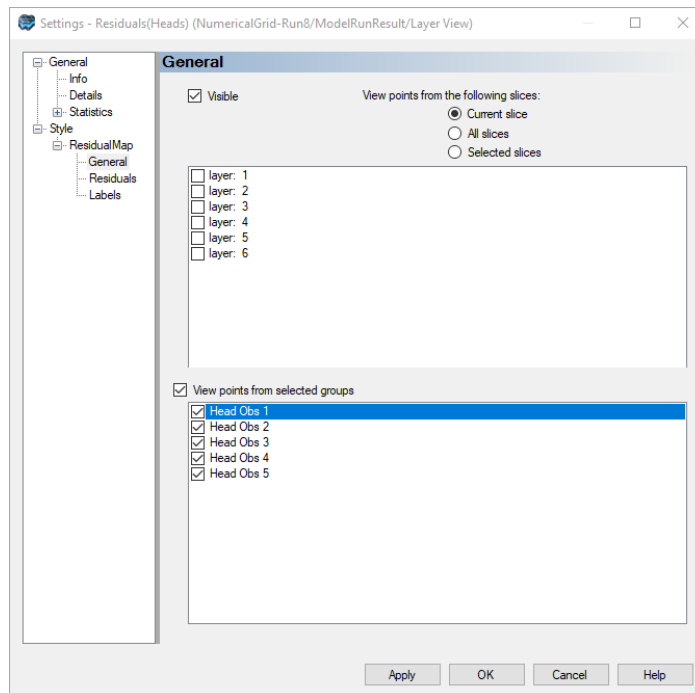 Settings - Residuals(Heads) (NumericalGrid-Run8/ModelRunResult/Layer View)
General
Info
Details
Statistics
Style
ResidualMap
General
Residuals
Labels
General
Visible
View points from the following slices:
Current slice
All slices
Selected slices
layer: 1
layer: 2
layer: 3
layer: 4
layer: 5
layer: 6
View points from selected groups
Head Obs 1
Head Obs 2
Head Obs 3
Head Obs 4
Head Obs 5
Apply
OK
Cancel
Help